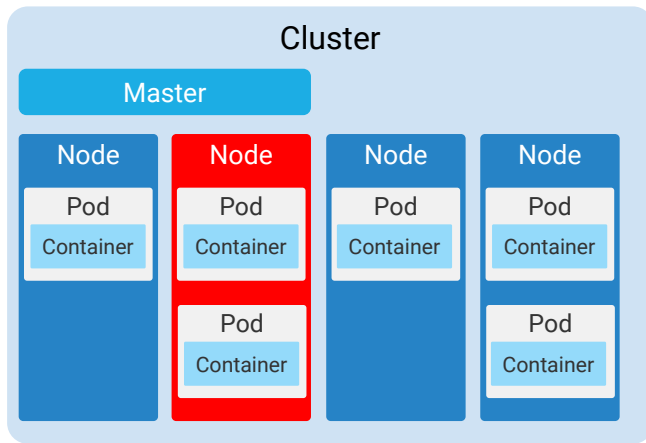 Cluster
Master
Node Node Node Node
Pod Pod Pod Pod
Container Container Container Container
Pod Pod
Container Container